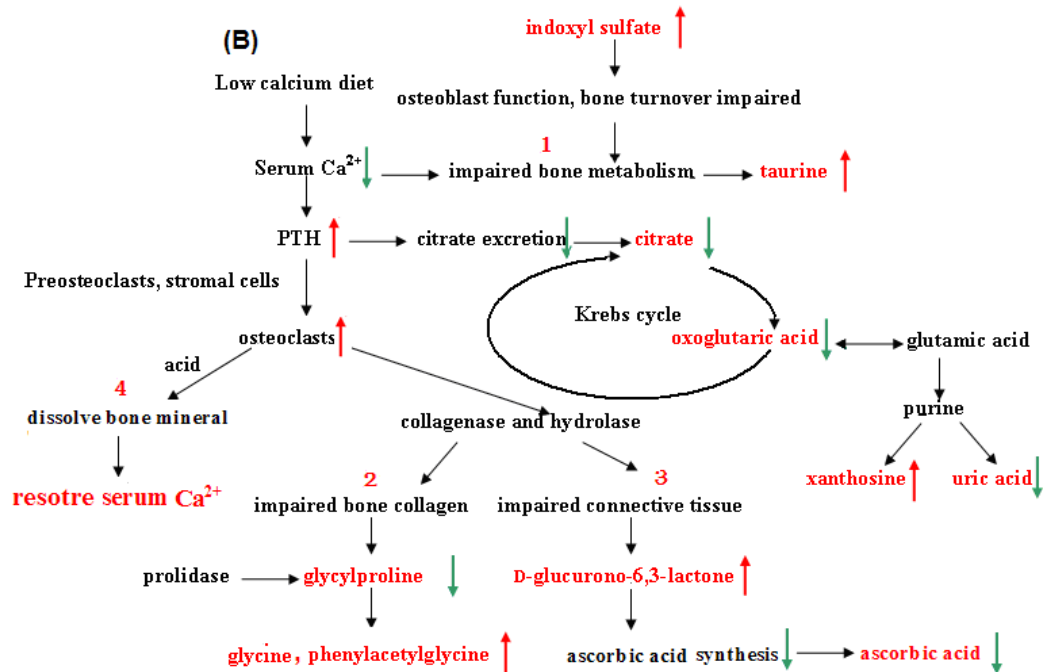 indoxyl sulfate
(B)
Low calcium diet
osteoblast function, bone turnover impaired
1
Serum Ca²⁺
impaired bone metabolism
taurine
PTH
citrate excretion
citrate
Preosteoclasts, stromal cells
Krebs cycle
osteoclasts
oxoglutaric acid
glutamic acid
acid
4
dissolve bone mineral
collagenase and hydrolase
purine
resotre serum Ca²⁺
2
3
xanthosine
uric acid
impaired bone collagen
impaired connective tissue
prolidase
glycylproline
D-glucurono-6,3-lactone
glycine, phenylacetylglycine
ascorbic acid synthesis
ascorbic acid